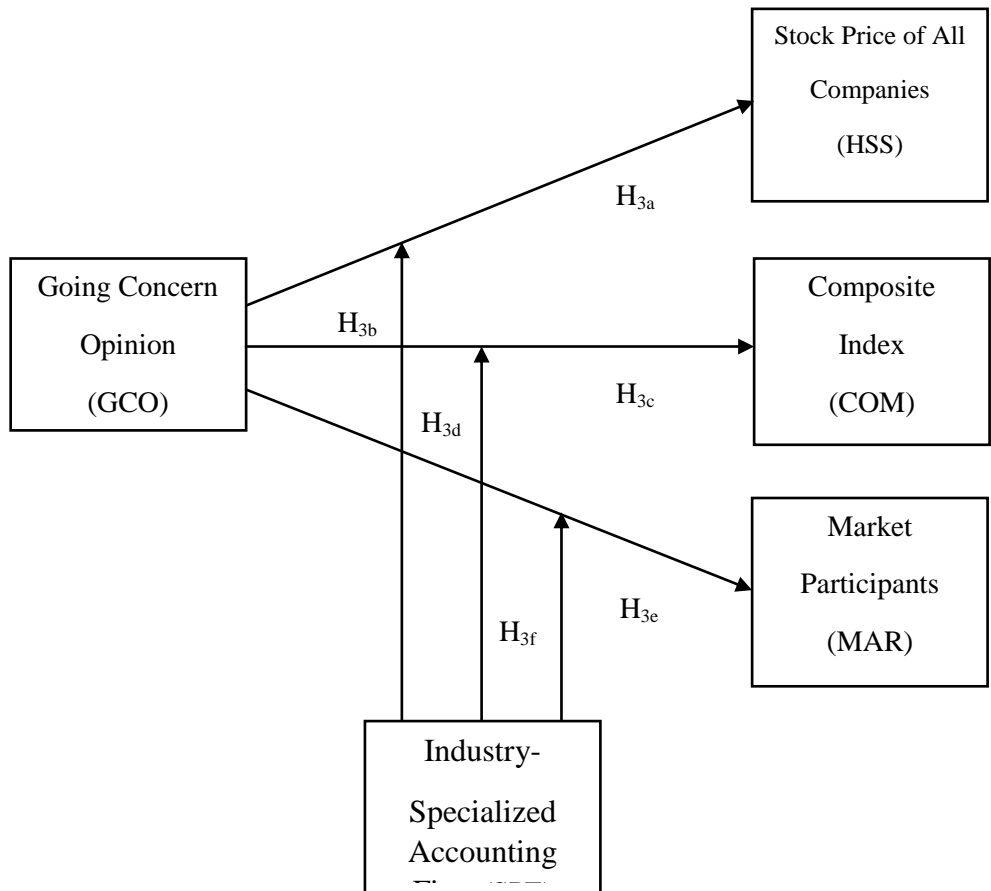 Stock Price of All
Companies
(HSS)
H3a
Going Concern
Opinion
(GCO)
H3b
Composite
Index
(COM)
H3c
H3d
Market
Participants
(MAR)
H3e
H3f
Industry-
Specialized
Accounting